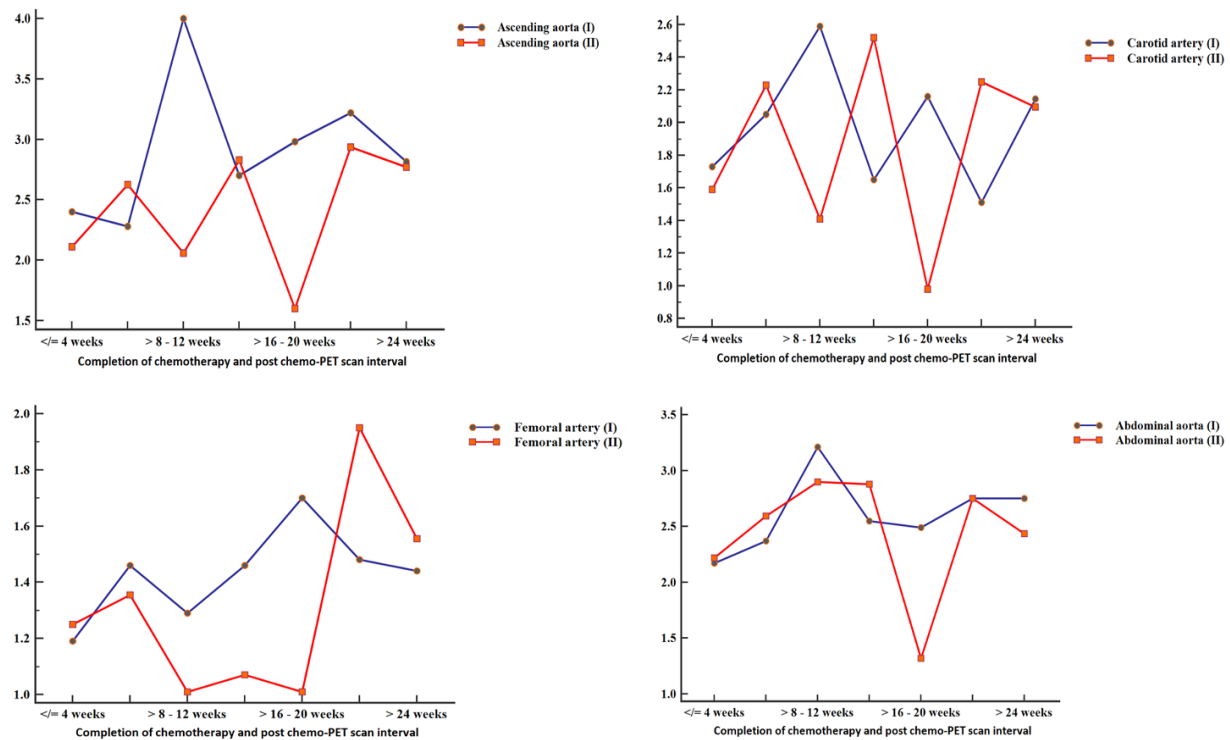 Ascending aorta (I)
Ascending aorta (II)
4.0
3.5
3.0
2.5
2.0
1.5
</= 4 weeks > 8 - 12 weeks > 16 - 20 weeks > 24 weeks
Completion of chemotherapy and post chemo-PET scan interval
Carotid artery (I)
Carotid artery (II)
2.6
2.4
2.2
2.0
1.8
1.6
1.4
1.2
1.0
0.8
</= 4 weeks > 8 - 12 weeks > 16 - 20 weeks > 24 weeks
Completion of chemotherapy and post chemo-PET scan interval
Femoral artery (I)
Femoral artery (II)
2.0
1.8
1.6
1.4
1.2
1.0
</= 4 weeks > 8 - 12 weeks > 16 - 20 weeks > 24 weeks
Completion of chemotherapy and post chemo-PET scan interval
Abdominal aorta (I)
Abdominal aorta (II)
3.5
3.0
2.5
2.0
1.5
1.0
</= 4 weeks > 8 - 12 weeks > 16 - 20 weeks > 24 weeks
Completion of chemotherapy and post chemo-PET scan interval